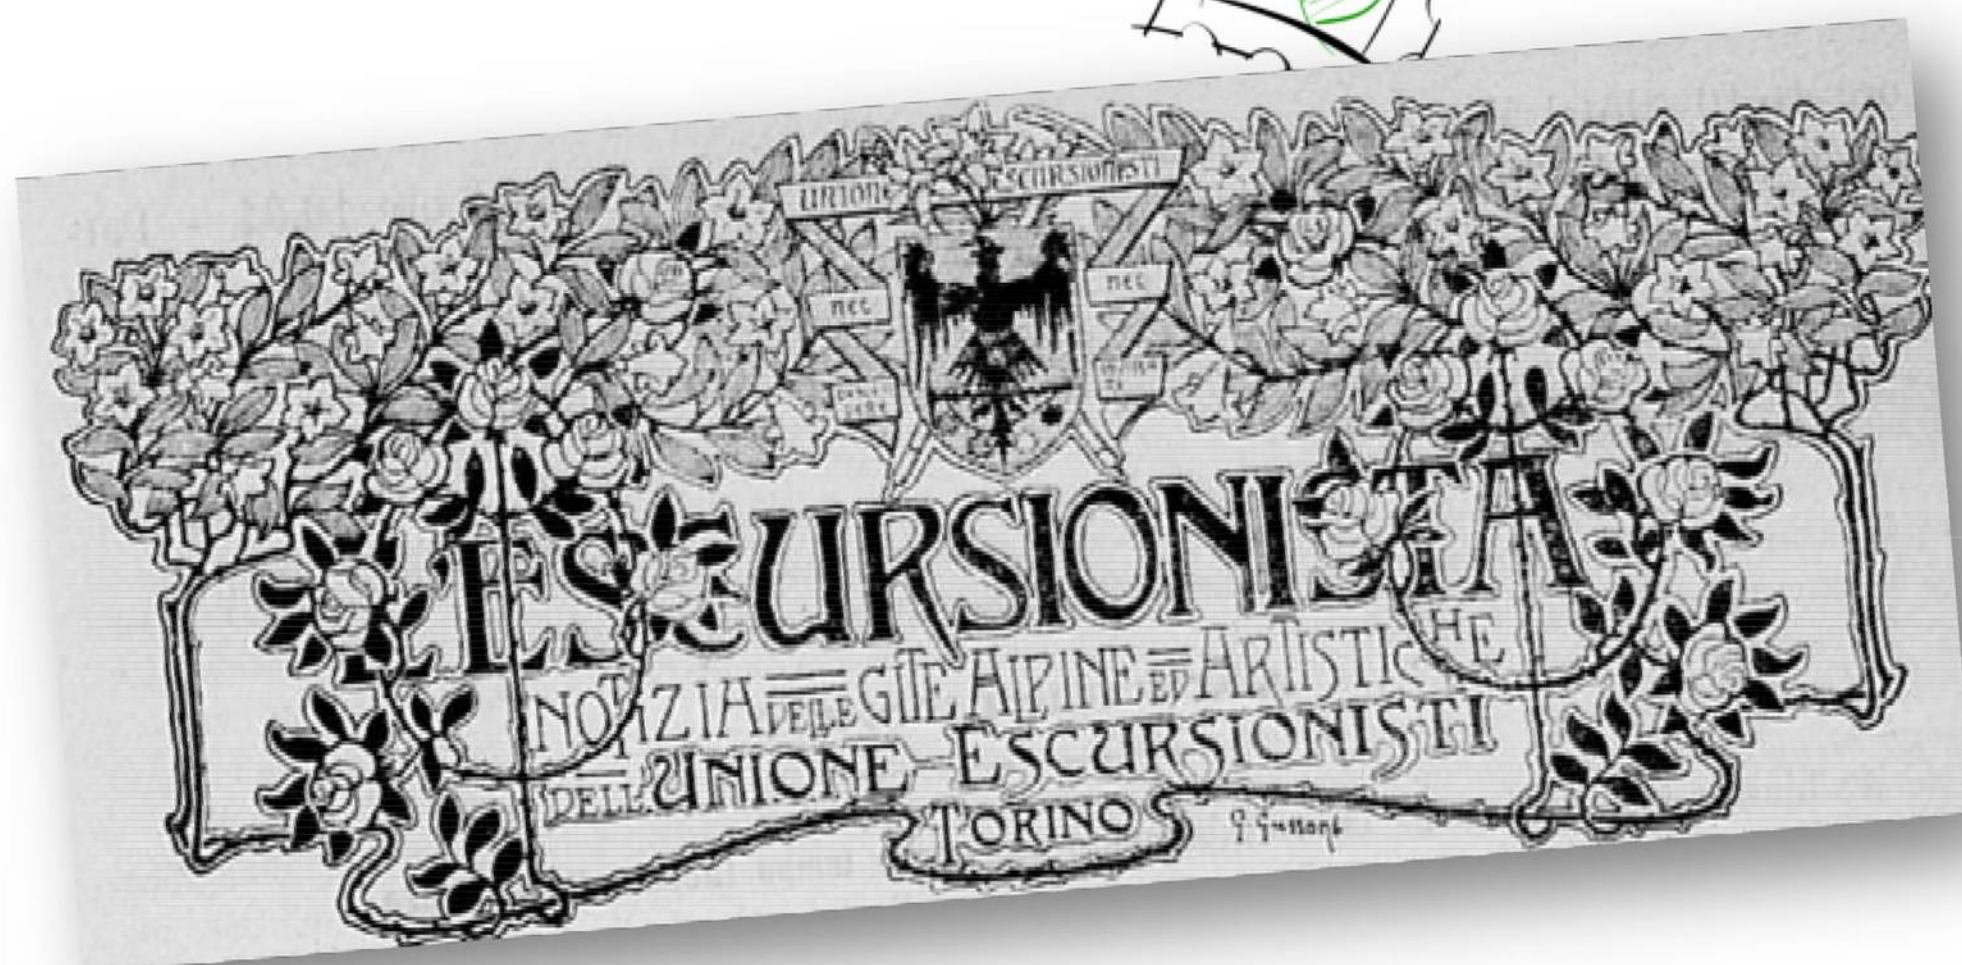 UNIONE ESCURSIONISTI
nec nec
L'ESCURSIONISTA
NOTIZIA DELLE GITE ALPINE ED ARTISTICHE
DELL'UNIONE-ESCURSIONISTI
TORINO